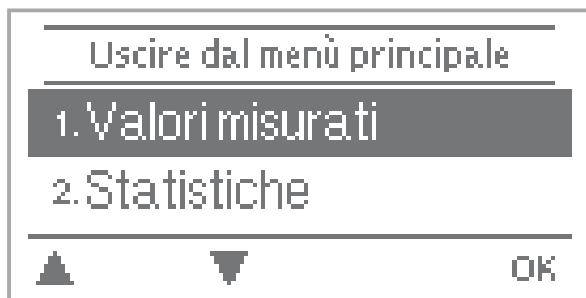 Uscire dal menù principale
1. Valori misurati
2. Statistiche
OK